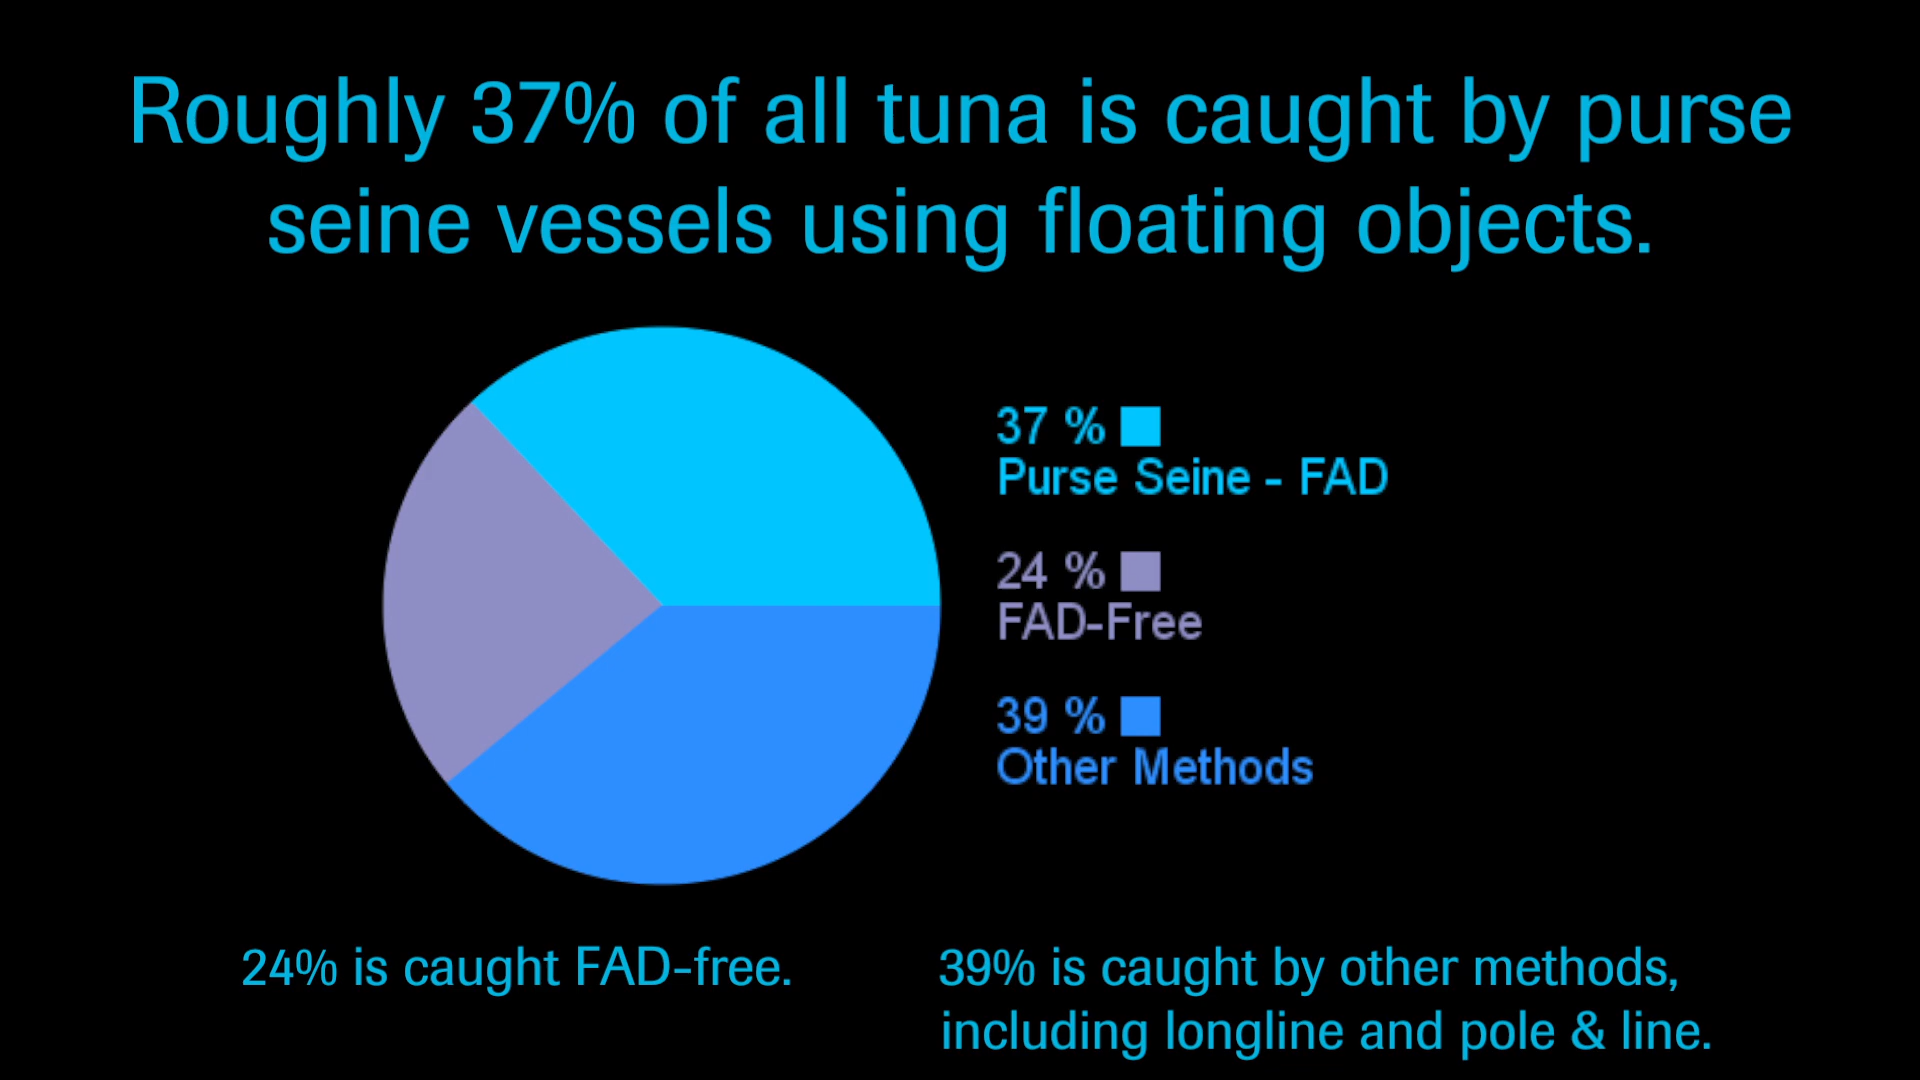 Roughly 37% of all tuna is caught by purse
seine vessels using floating objects.
37 %
Purse Seine - FAD
24 %
FAD-Free
39 %
Other Methods
24% is caught FAD-free.
39% is caught by other methods,
including longline and pole & line.